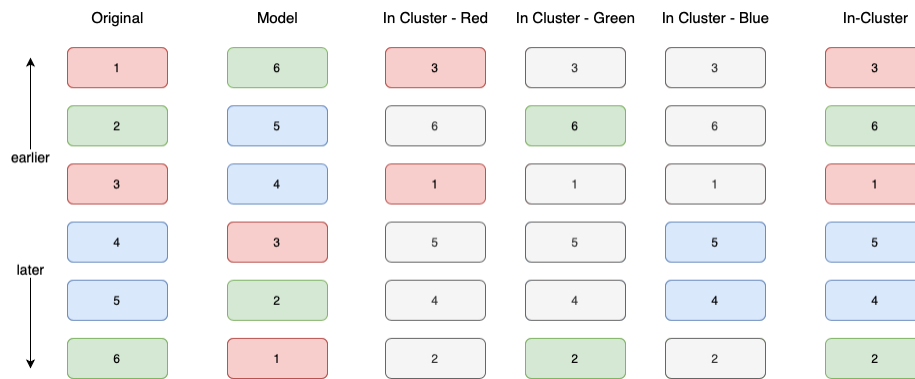 Original Model In Cluster - Red In Cluster - Green In Cluster - Blue In-Cluster
1 6 3 3 3 3
2 5 6 6 6 6
earlier
3 4 1 1 1 1
4 3 5 5 5 5
later
5 2 4 4 4 4
6 1 2 2 2 2